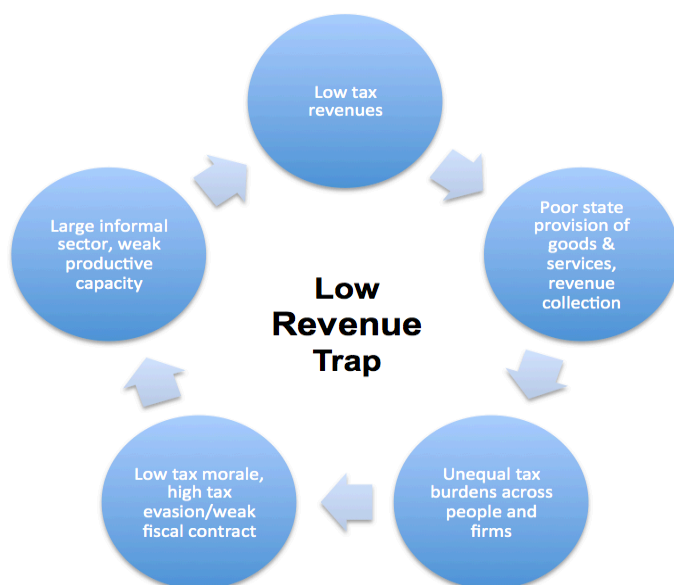 Low tax
revenues
Poor state
provision of
goods &
services,
revenue
collection
Unequal tax
burdens across
people and
firms
Low tax morale,
high tax
evasion/weak
fiscal contract
Large informal
sector, weak
productive
capacity
Low
Revenue
Trap